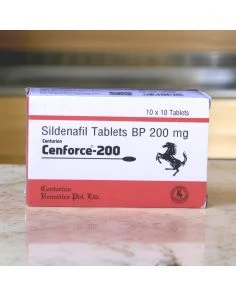 10 x 10 Tablets
Sildenafil Tablets BP 200 mg
Centurion
Cenforce-200
Centurion
Remedies Pvt. Ltd.